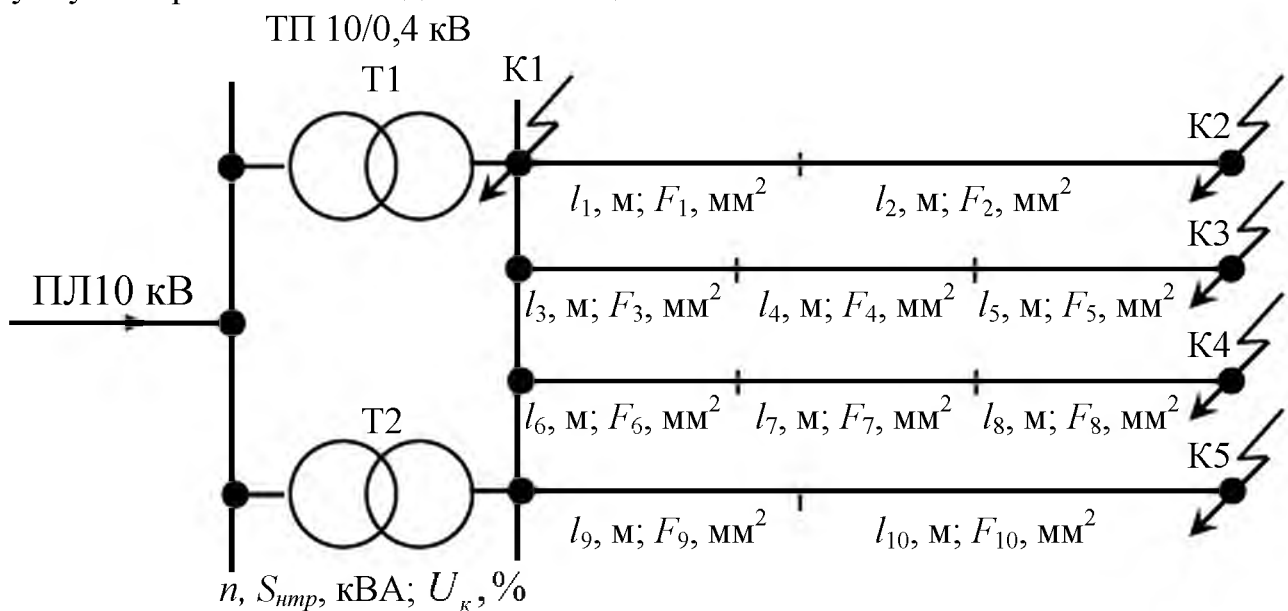 ТП 10/0,4 кВ
Т1
К1
К2
l₁, м; F₁, мм²
l₂, м; F₂, мм²
К3
ПЛ10 кВ
l₃, м; F₃, мм²
l₄, м; F₄, мм²
l₅, м; F₅, мм²
К4
Т2
l₆, м; F₆, мм²
l₇, м; F₇, мм²
l₈, м; F₈, мм²
К5
l₉, м; F₉, мм²
l₁₀, м; F₁₀, мм²
n, Sнтр, кВА; Uк,%